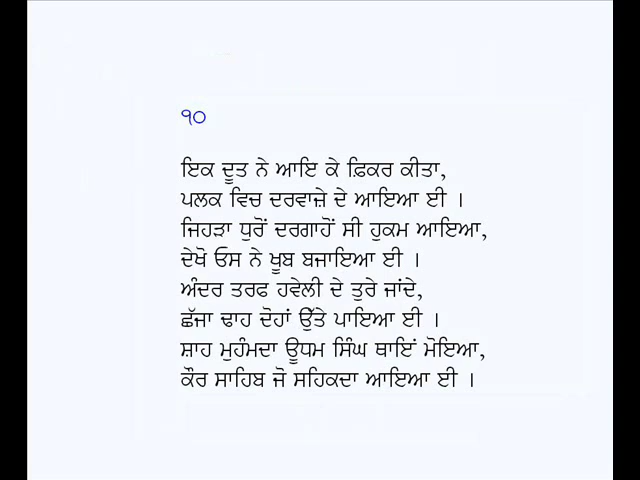 ੧੦
ਇਕ ਦੂਤ ਨੇ ਆਇ ਕੇ ਫ਼ਿਕਰ ਕੀਤਾ,
ਪਲਕ ਵਿਚ ਦਰਵਾਜ਼ੇ ਦੇ ਆਇਆ ਈ ।
ਜਿਹੜਾ ਧੁਰੋਂ ਦਰਗਾਹੋਂ ਸੀ ਹੁਕਮ ਆਇਆ,
ਦੇਖੋ ਓਸ ਨੇ ਖ਼ੂਬ ਬਜਾਇਆ ਈ ।
ਅੰਦਰ ਤਰਫ ਹਵੇਲੀ ਦੇ ਤੁਰੇ ਜਾਂਦੇ,
ਛੱਜਾ ਢਾਹ ਦੋਹਾਂ ਉੱਤੇ ਪਾਇਆ ਈ ।
ਸ਼ਾਹ ਮੁਹੰਮਦਾ ਊਧਮ ਸਿੰਘ ਥਾਇਂ ਮੋਇਆ,
ਕੌਰ ਸਾਹਿਬ ਜੋ ਸਹਿਕਦਾ ਆਇਆ ਈ ।